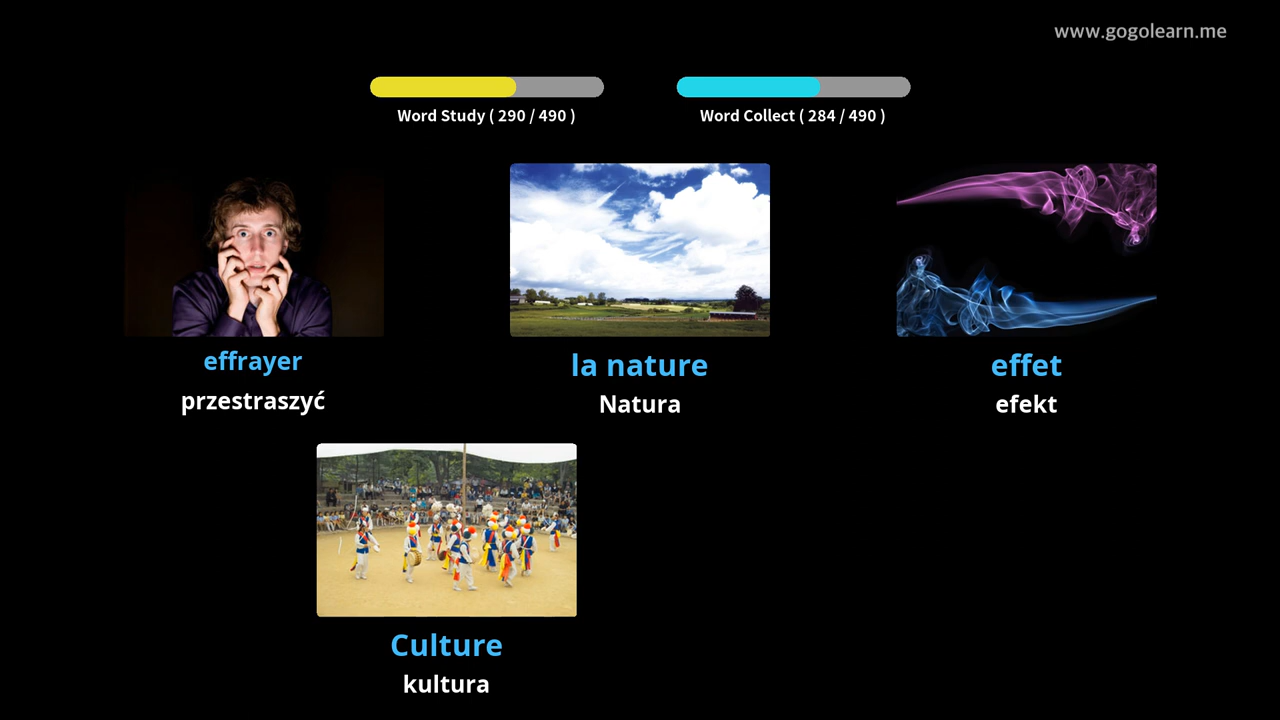 www.gogolearn.me
Word Study ( 290 / 490 )
Word Collect ( 284 / 490 )
effrayer
przestraszyć
la nature
Natura
effet
efekt
Culture
kultura